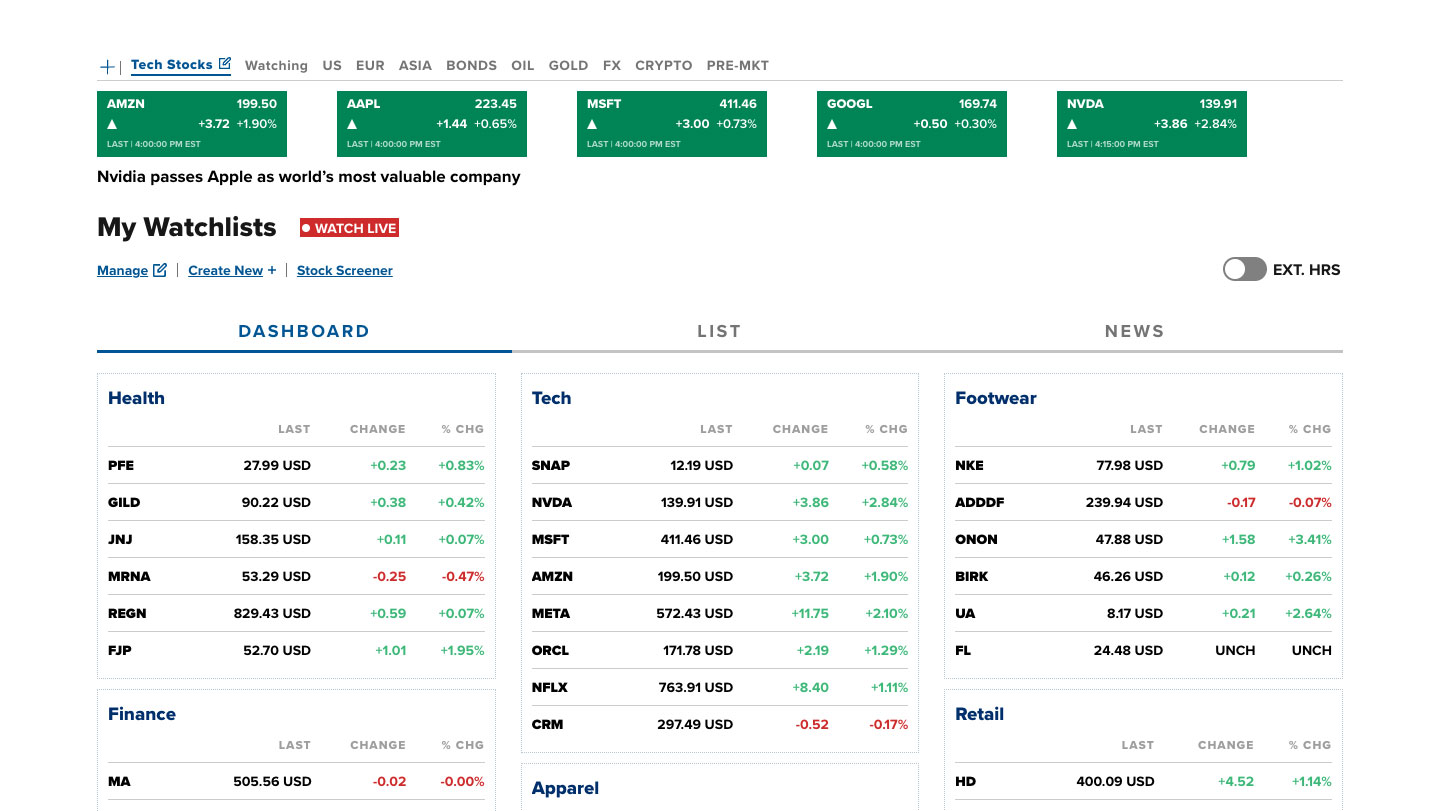 Tech Stocks Watching US EUR ASIA BONDS OIL GOLD FX CRYPTO PRE-MKT
AMZN 199.50
▲ +3.72 +1.90%
LAST | 4:00:00 PM EST
AAPL 223.45
▲ +1.44 +0.65%
LAST | 4:00:00 PM EST
MSFT 411.46
▲ +3.00 +0.73%
LAST | 4:00:00 PM EST
GOOGL 169.74
▲ +0.50 +0.30%
LAST | 4:00:00 PM EST
NVDA 139.91
▲ +3.86 +2.84%
LAST | 4:15:00 PM EST
Nvidia passes Apple as world’s most valuable company
My Watchlists WATCH LIVE
Manage | Create New + | Stock Screener
EXT. HRS
DASHBOARD LIST NEWS
Health
LAST CHANGE % CHG
PFE 27.99 USD +0.23 +0.83%
GILD 90.22 USD +0.38 +0.42%
JNJ 158.35 USD +0.11 +0.07%
MRNA 53.29 USD -0.25 -0.47%
REGN 829.43 USD +0.59 +0.07%
FJP 52.70 USD +1.01 +1.95%
Finance
LAST CHANGE % CHG
MA 505.56 USD -0.02 -0.00%
Tech
LAST CHANGE % CHG
SNAP 12.19 USD +0.07 +0.58%
NVDA 139.91 USD +3.86 +2.84%
MSFT 411.46 USD +3.00 +0.73%
AMZN 199.50 USD +3.72 +1.90%
META 572.43 USD +11.75 +2.10%
ORCL 171.78 USD +2.19 +1.29%
NFLX 763.91 USD +8.40 +1.11%
CRM 297.49 USD -0.52 -0.17%
Apparel
Footwear
LAST CHANGE % CHG
NKE 77.98 USD +0.79 +1.02%
ADDDF 239.94 USD -0.17 -0.07%
ONON 47.88 USD +1.58 +3.41%
BIRK 46.26 USD +0.12 +0.26%
UA 8.17 USD +0.21 +2.64%
FL 24.48 USD UNCH UNCH
Retail
LAST CHANGE % CHG
HD 400.09 USD +4.52 +1.14%